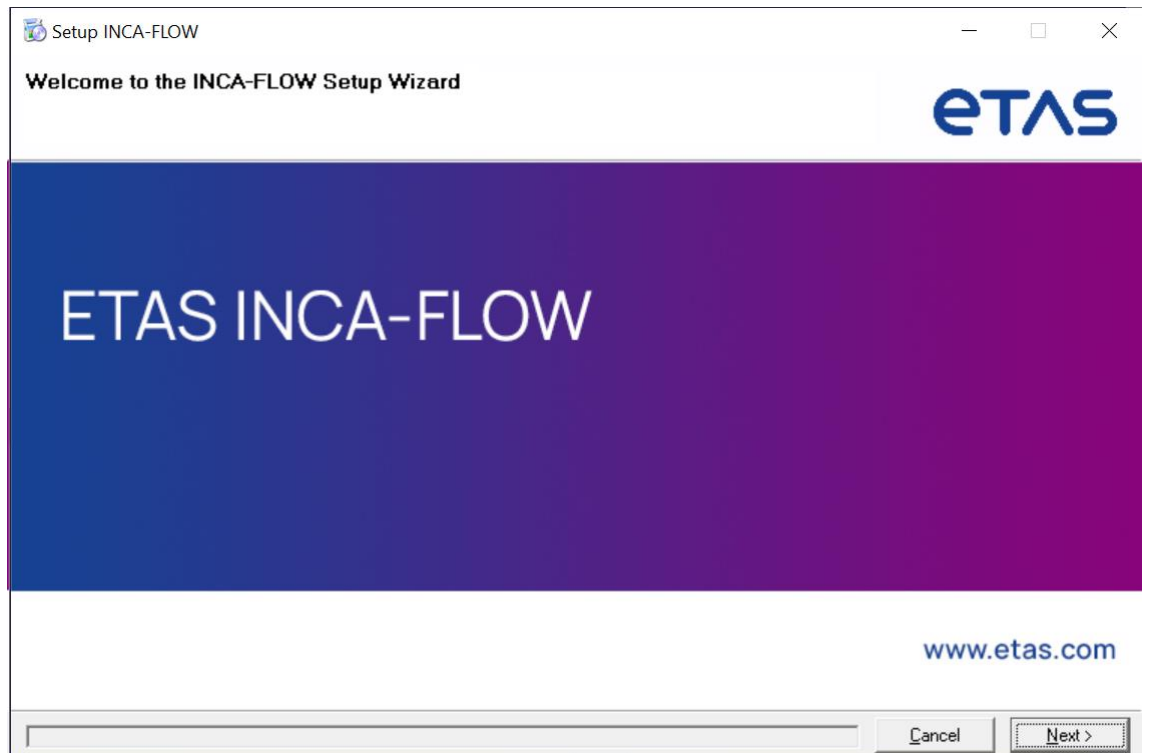 Setup INCA-FLOW
Welcome to the INCA-FLOW Setup Wizard
etas
ETAS INCA-FLOW
www.etas.com
Cancel
Next >